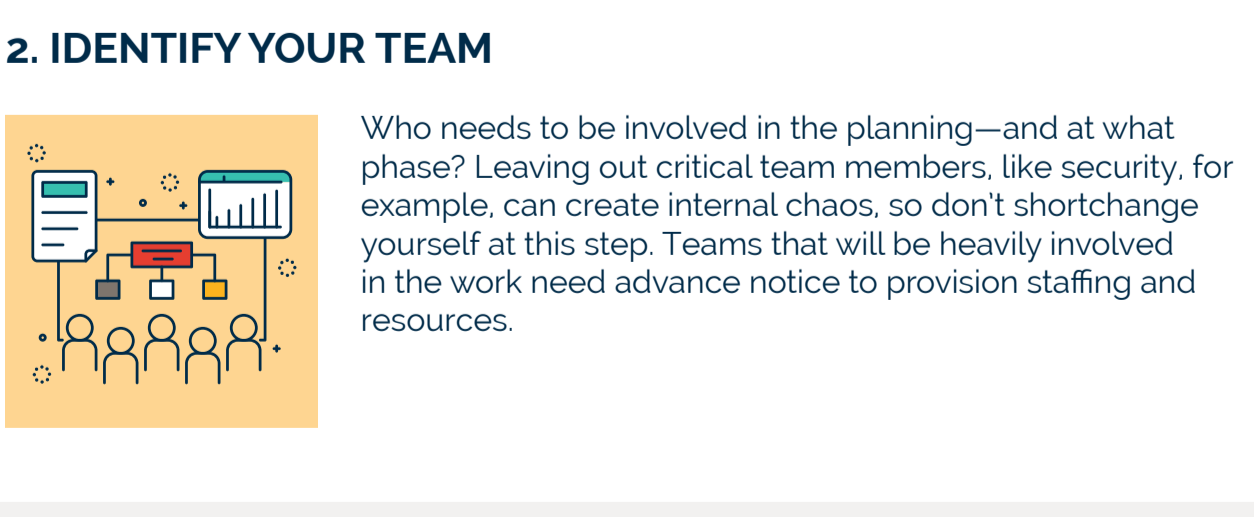 2. IDENTIFY YOUR TEAM
Who needs to be involved in the planning—and at what
phase? Leaving out critical team members, like security, for
example, can create internal chaos, so don't shortchange
yourself at this step. Teams that will be heavily involved
in the work need advance notice to provision staffing and
resources.